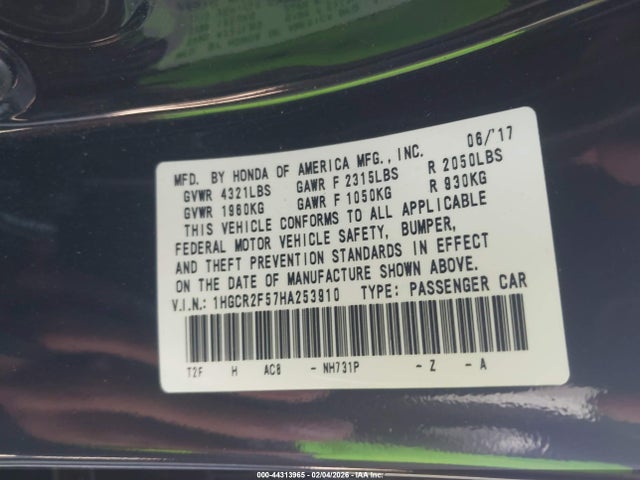 MFD. BY HONDA OF AMERICA MFG., INC. 06/'17
GVWR 4321LBS GAWR F 2315LBS R 2050LBS
GVWR 1960KG GAWR F 1050KG R 930KG
THIS VEHICLE CONFORMS TO ALL APPLICABLE
FEDERAL MOTOR VEHICLE SAFETY, BUMPER,
AND THEFT PREVENTION STANDARDS IN EFFECT
ON THE DATE OF MANUFACTURE SHOWN ABOVE.
V.I.N.: 1HGCR2F57HA253910 TYPE: PASSENGER CAR
T2F H AC8 - NH731P - Z - A
000-44313965 - 02/04/2026 - IAA Inc.